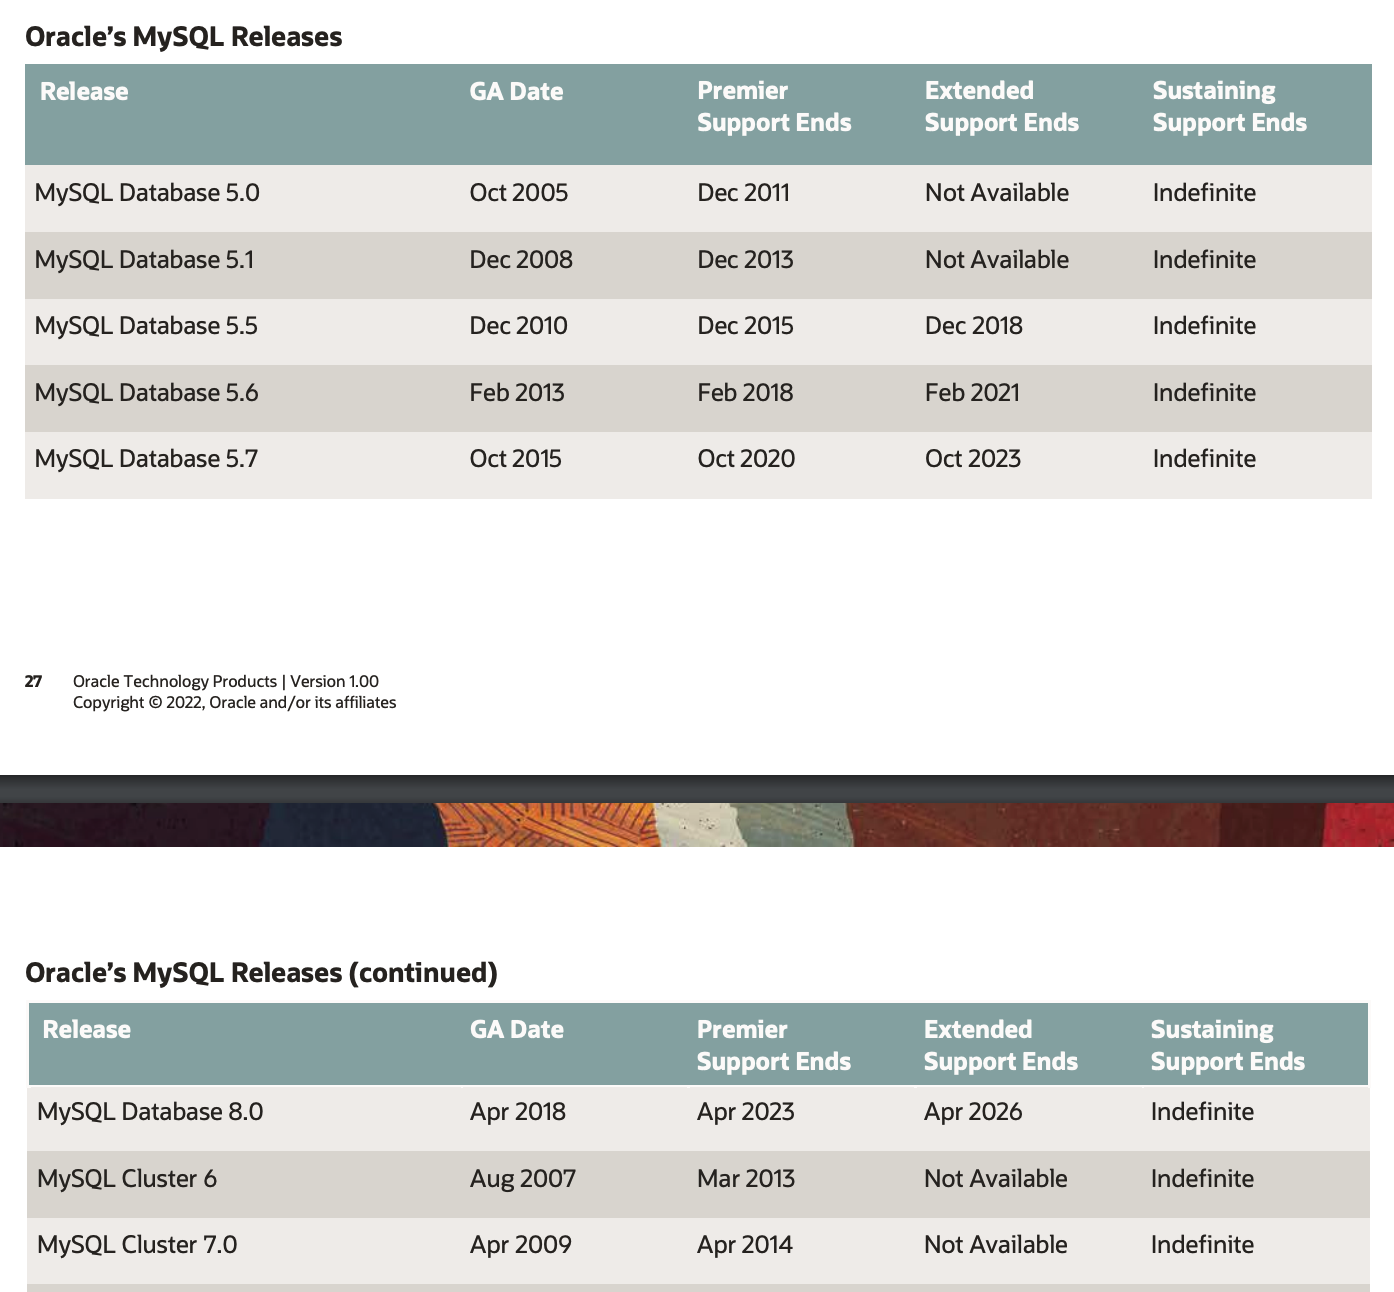 Oracle’s MySQL Releases
Release GA Date Premier Support Ends Extended Support Ends Sustaining Support Ends
MySQL Database 5.0 Oct 2005 Dec 2011 Not Available Indefinite
MySQL Database 5.1 Dec 2008 Dec 2013 Not Available Indefinite
MySQL Database 5.5 Dec 2010 Dec 2015 Dec 2018 Indefinite
MySQL Database 5.6 Feb 2013 Feb 2018 Feb 2021 Indefinite
MySQL Database 5.7 Oct 2015 Oct 2020 Oct 2023 Indefinite
27 Oracle Technology Products | Version 1.00
Copyright © 2022, Oracle and/or its affiliates
Oracle’s MySQL Releases (continued)
Release GA Date Premier Support Ends Extended Support Ends Sustaining Support Ends
MySQL Database 8.0 Apr 2018 Apr 2023 Apr 2026 Indefinite
MySQL Cluster 6 Aug 2007 Mar 2013 Not Available Indefinite
MySQL Cluster 7.0 Apr 2009 Apr 2014 Not Available Indefinite